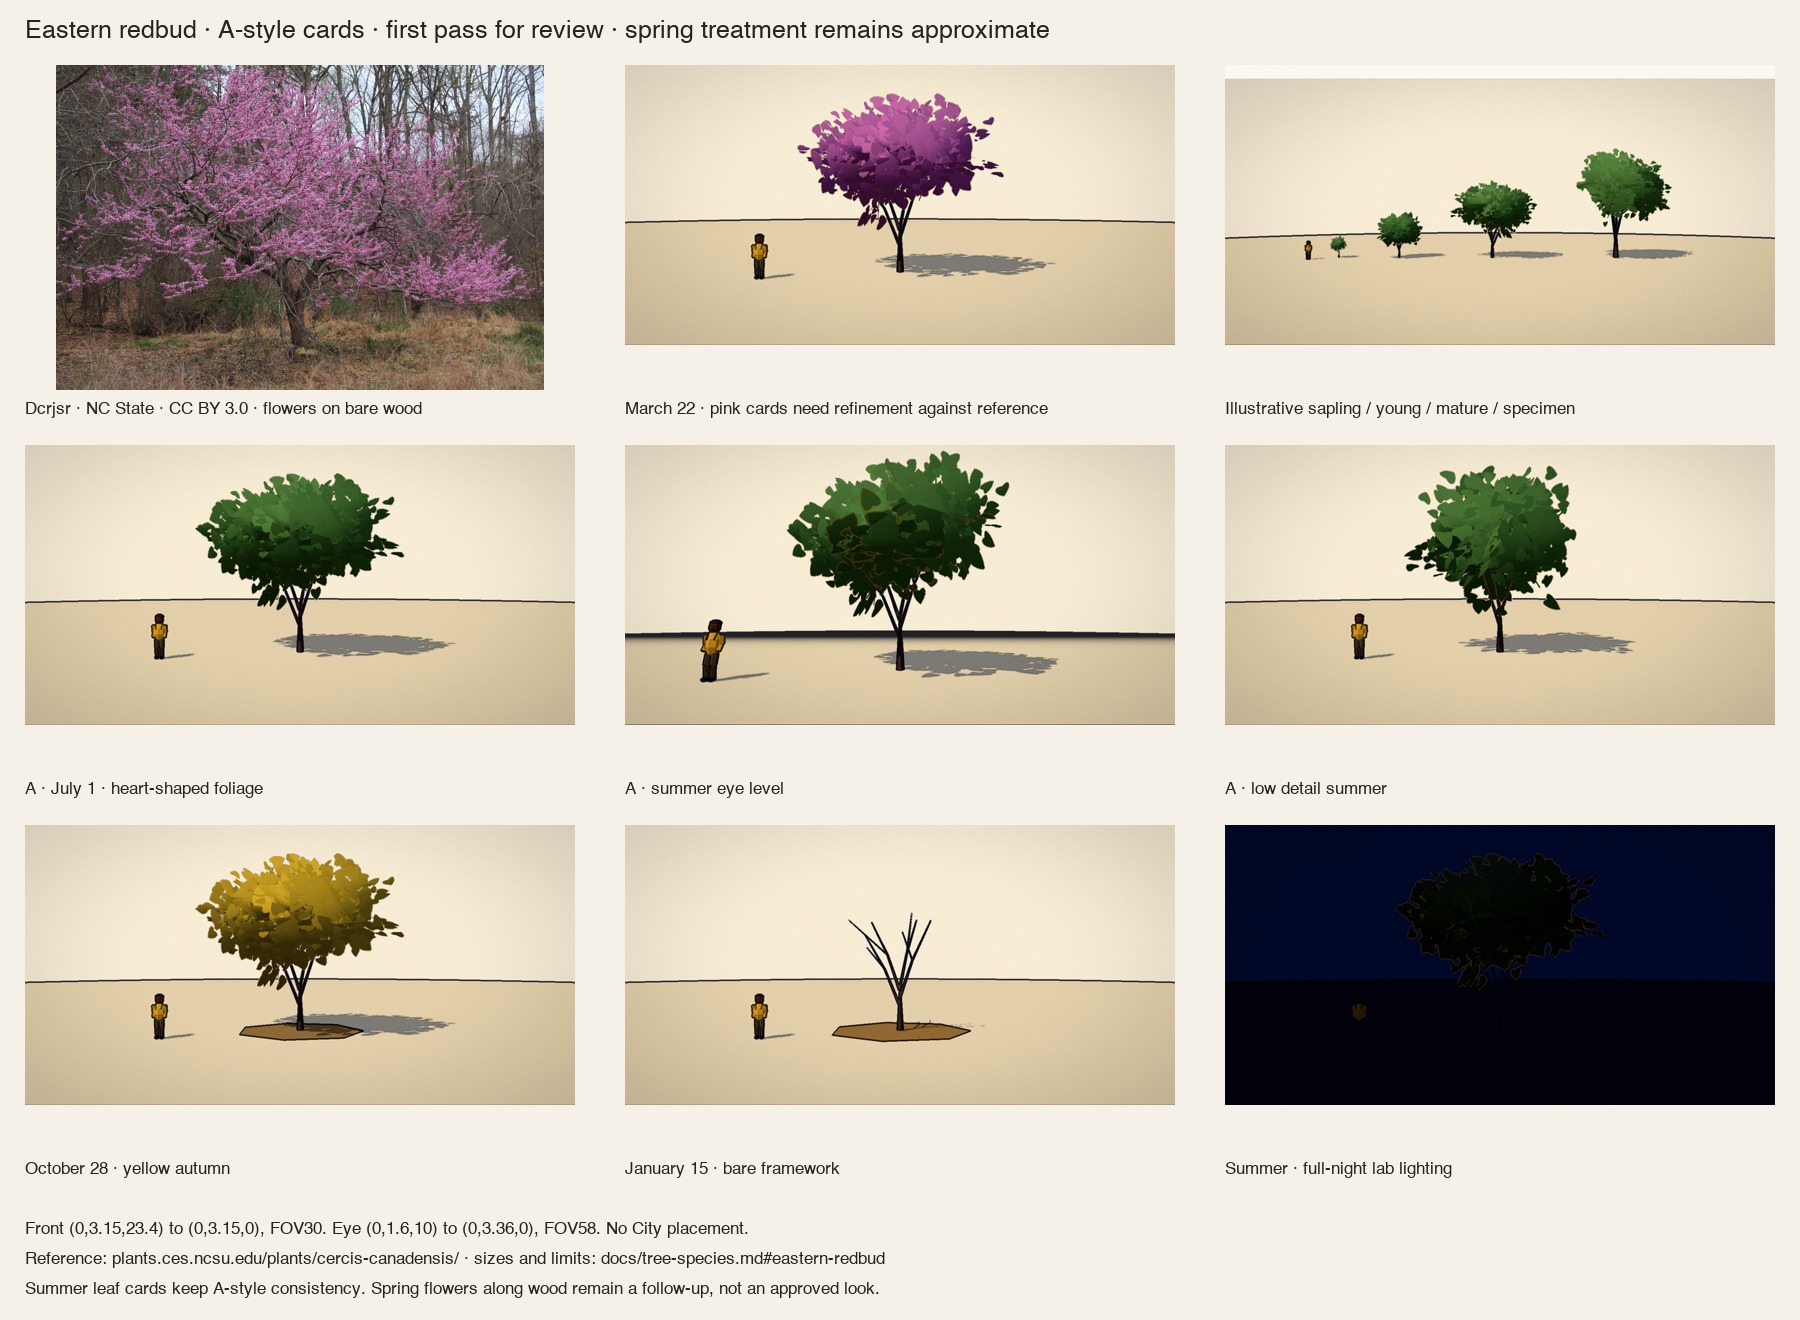 Eastern redbud · A-style cards · first pass for review · spring treatment remains approximate
Dcrjsr · NC State · CC BY 3.0 · flowers on bare wood
March 22 · pink cards need refinement against reference
Illustrative sapling / young / mature / specimen
A · July 1 · heart-shaped foliage
A · summer eye level
A · low detail summer
October 28 · yellow autumn
January 15 · bare framework
Summer · full-night lab lighting
Front (0,3.15,23.4) to (0,3.15,0), FOV30. Eye (0,1.6,10) to (0,3.36,0), FOV58. No City placement.
Reference: plants.ces.ncsu.edu/plants/cercis-canadensis/ · sizes and limits: docs/tree-species.md#eastern-redbud
Summer leaf cards keep A-style consistency. Spring flowers along wood remain a follow-up, not an approved look.